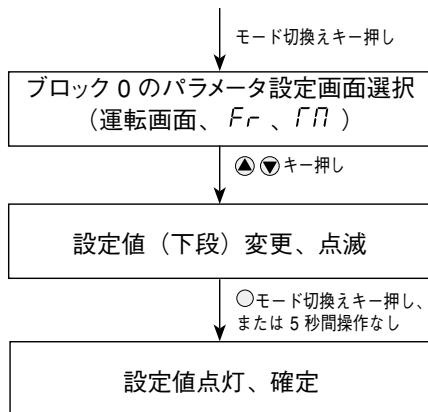 モード切換えキー押し
ブロック 0 のパラメータ設定画面選択
（運転画面、 Fr 、 ГП ）
▲ ▼ キー押し
設定値（下段）変更、点滅
○モード切換えキー押し、
または 5 秒間操作なし
設定値点灯、確定